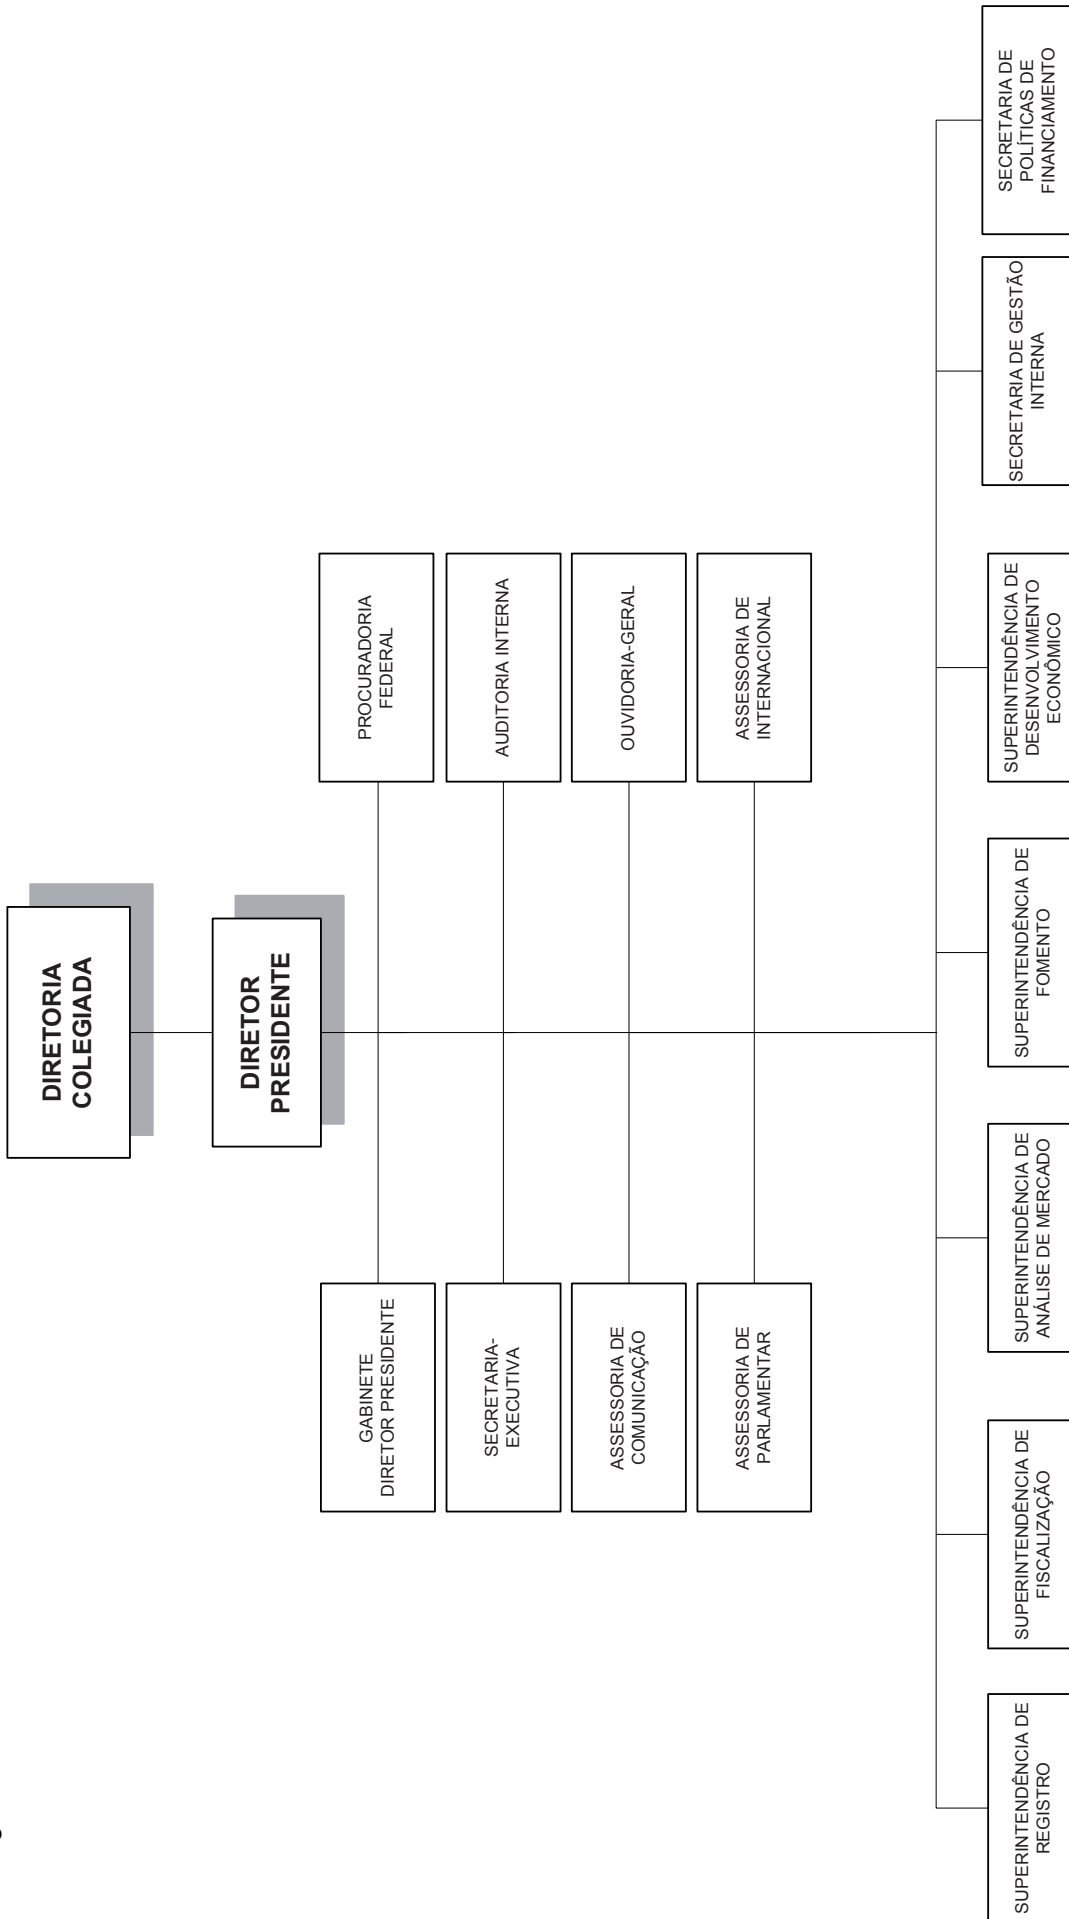 DIRETORIA
COLEGIADA
DIRETOR
PRESIDENTE
GABINETE
DIRETOR PRESIDENTE
PROCURADORIA
FEDERAL
SECRETARIA-
EXECUTIVA
AUDITORIA INTERNA
ASSESSORIA DE
COMUNICAÇÃO
OUVIDORIA-GERAL
ASSESSORIA DE
PARLAMENTAR
ASSESSORIA DE
INTERNACIONAL
SUPERINTENDÊNCIA DE
REGISTRO
SUPERINTENDÊNCIA DE
FISCALIZAÇÃO
SUPERINTENDÊNCIA DE
ANÁLISE DE MERCADO
SUPERINTENDÊNCIA DE
FOMENTO
SUPERINTENDÊNCIA DE
DESENVOLVIMENTO
ECONÔMICO
SECRETARIA DE GESTÃO
INTERNA
SECRETARIA DE
POLÍTICAS DE
FINANCIAMENTO